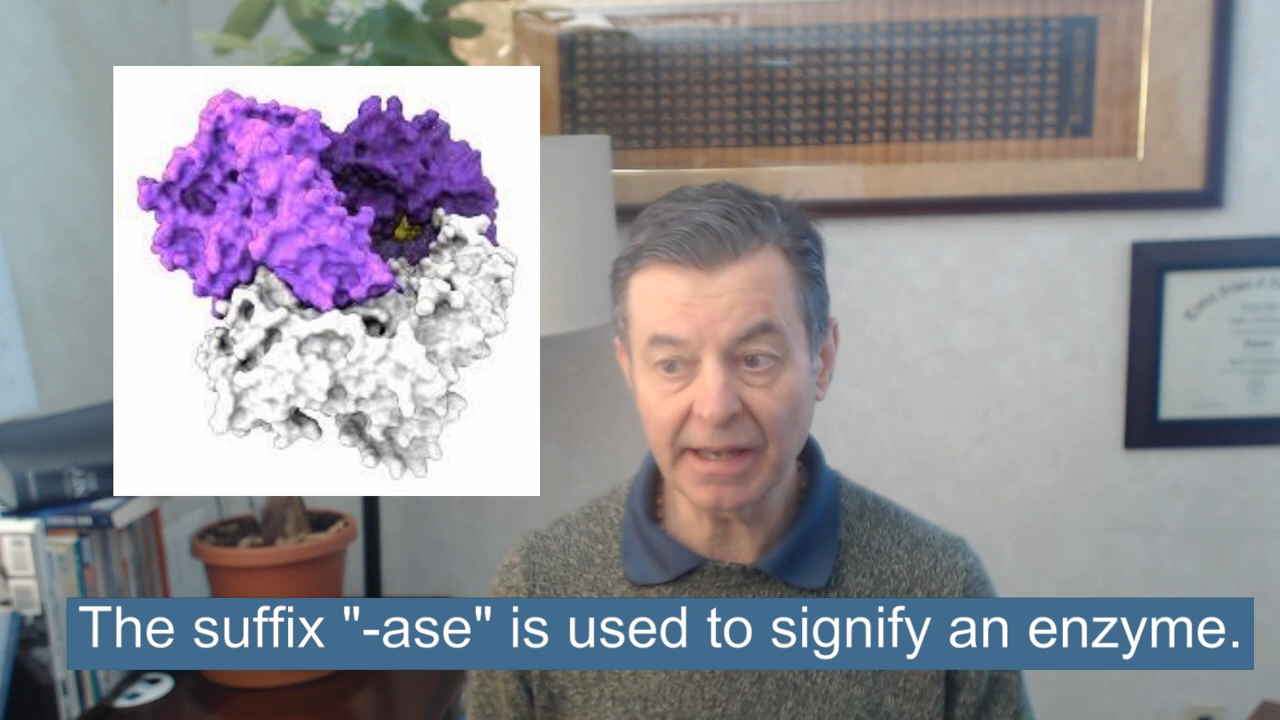 The suffix "-ase" is used to signify an enzyme.